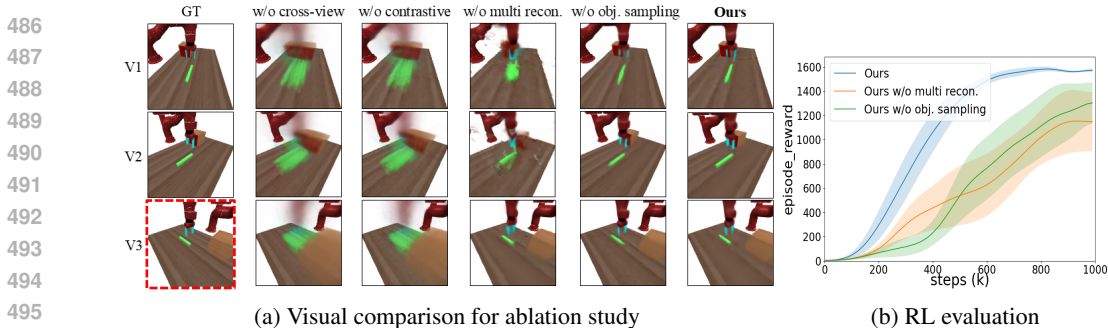 486
487
488
489
490
491
492
493
494
495
GT w/o cross-view w/o contrastive w/o multi recon. w/o obj. sampling Ours
V1
V2
V3
(a) Visual comparison for ablation study
1600
1400
1200
1000
800
600
400
200
0
episode_reward
Ours
Ours w/o multi recon.
Ours w/o obj. sampling
0 200 400 600 800 1000
steps (k)
(b) RL evaluation